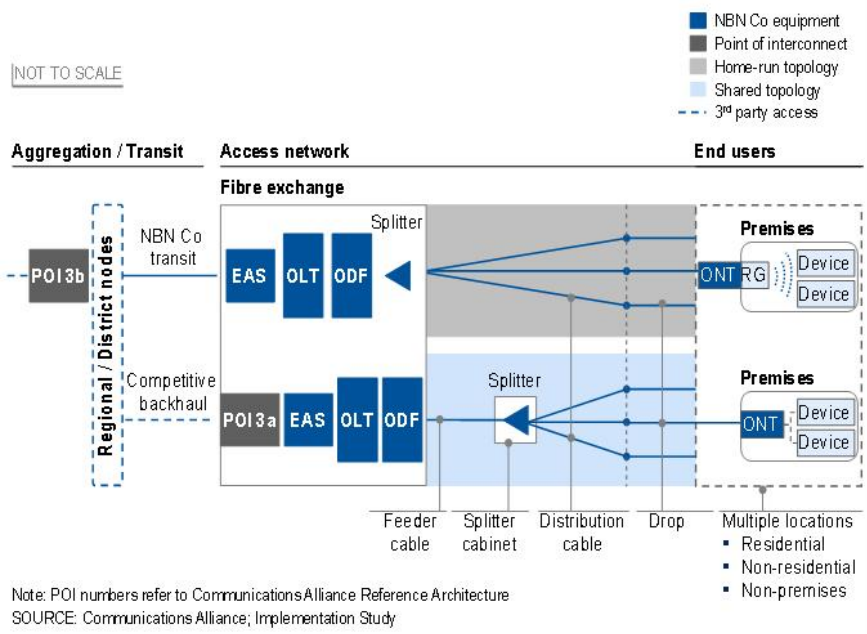 NBN Co equipment
Point of interconnect
Home-run topology
Shared topology
3rd party access
NOT TO SCALE
Aggregation / Transit
Access network
End users
Fibre exchange
Splitter
Premises
NBN Co
transit
POI3b
Regional / District nodes
EAS
OLT
ODF
ONT
RG
Device
Device
Competitive
backhaul
Splitter
Premises
POI3a
EAS
OLT
ODF
ONT
Device
Device
Feeder
cable
Splitter
cabinet
Distribution
cable
Drop
Multiple locations
▪ Residential
▪ Non-residential
▪ Non-premises
Note: POI numbers refer to Communications Alliance Reference Architecture
SOURCE: Communications Alliance; Implementation Study